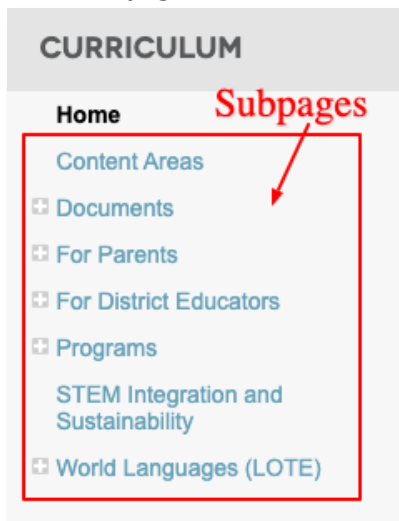 CURRICULUM
Home
Subpages
Content Areas
Documents
For Parents
For District Educators
Programs
STEM Integration and
Sustainability
World Languages (LOTE)